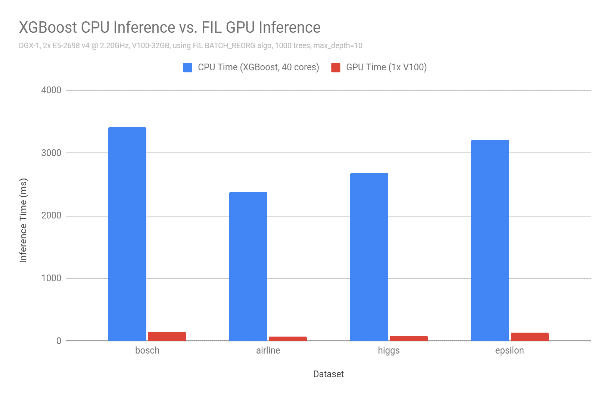 XGBoost CPU Inference vs. FIL GPU Inference
DGX-1, 2x E5-2698 v4 @ 2.20GHz, V100-32GB, using FIL BATCH_REORG algo, 1000 trees, max_depth=10
CPU Time (XGBoost, 40 cores) GPU Time (1x V100)
4000
3000
2000
1000
0
Inference Time (ms)
bosch airline higgs epsilon
Dataset